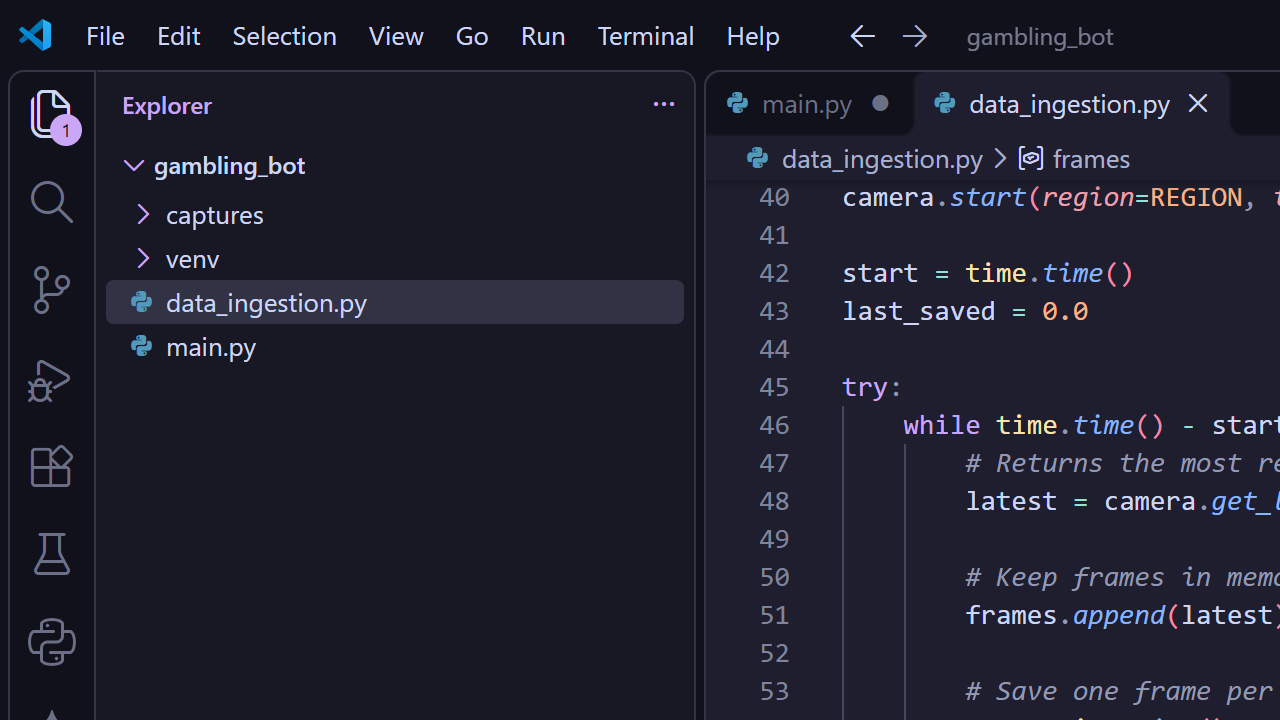 File Edit Selection View Go Run Terminal Help gambling_bot
Explorer ···
1
gambling_bot
captures
venv
data_ingestion.py
main.py
main.py data_ingestion.py
data_ingestion.py frames
40 camera.start(region=REGION,
41
42 start = time.time()
43 last_saved = 0.0
44
45 try:
46 while time.time() - start
47 # Returns the most re
48 latest = camera.get_l
49
50 # Keep frames in memo
51 frames.append(latest)
52
53 # Save one frame per